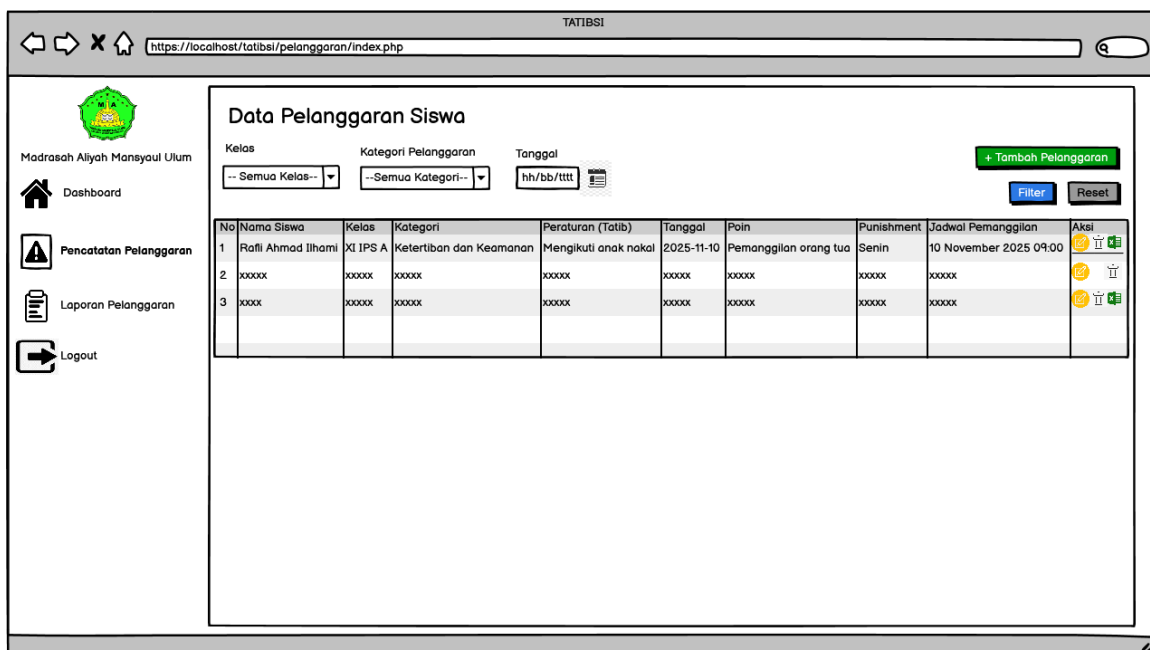 TATIBSI
https://localhost/tatibsi/pelanggaran/index.php
M A
Madrasah Aliyah Mansyaul Ulum
Dashboard
Pencatatan Pelanggaran
Laporan Pelanggaran
Logout
Data Pelanggaran Siswa
Kelas Kategori Pelanggaran Tanggal
-- Semua Kelas-- --Semua Kategori-- hh/bb/tttt
+ Tambah Pelanggaran
Filter Reset
No Nama Siswa Kelas Kategori Peraturan (Tatib) Tanggal Poin Punishment Jadwal Pemanggilan Aksi
1 Rafli Ahmad Ilhami XI IPS A Ketertiban dan Keamanan Mengikuti anak nakal 2025-11-10 Pemanggilan orang tua Senin 10 November 2025 09:00
2 xxxxx xxxxx xxxxx xxxxx xxxxx xxxxx xxxxx xxxxx
3 xxxx xxxxx xxxxx xxxxx xxxxx xxxxx xxxxx xxxxx